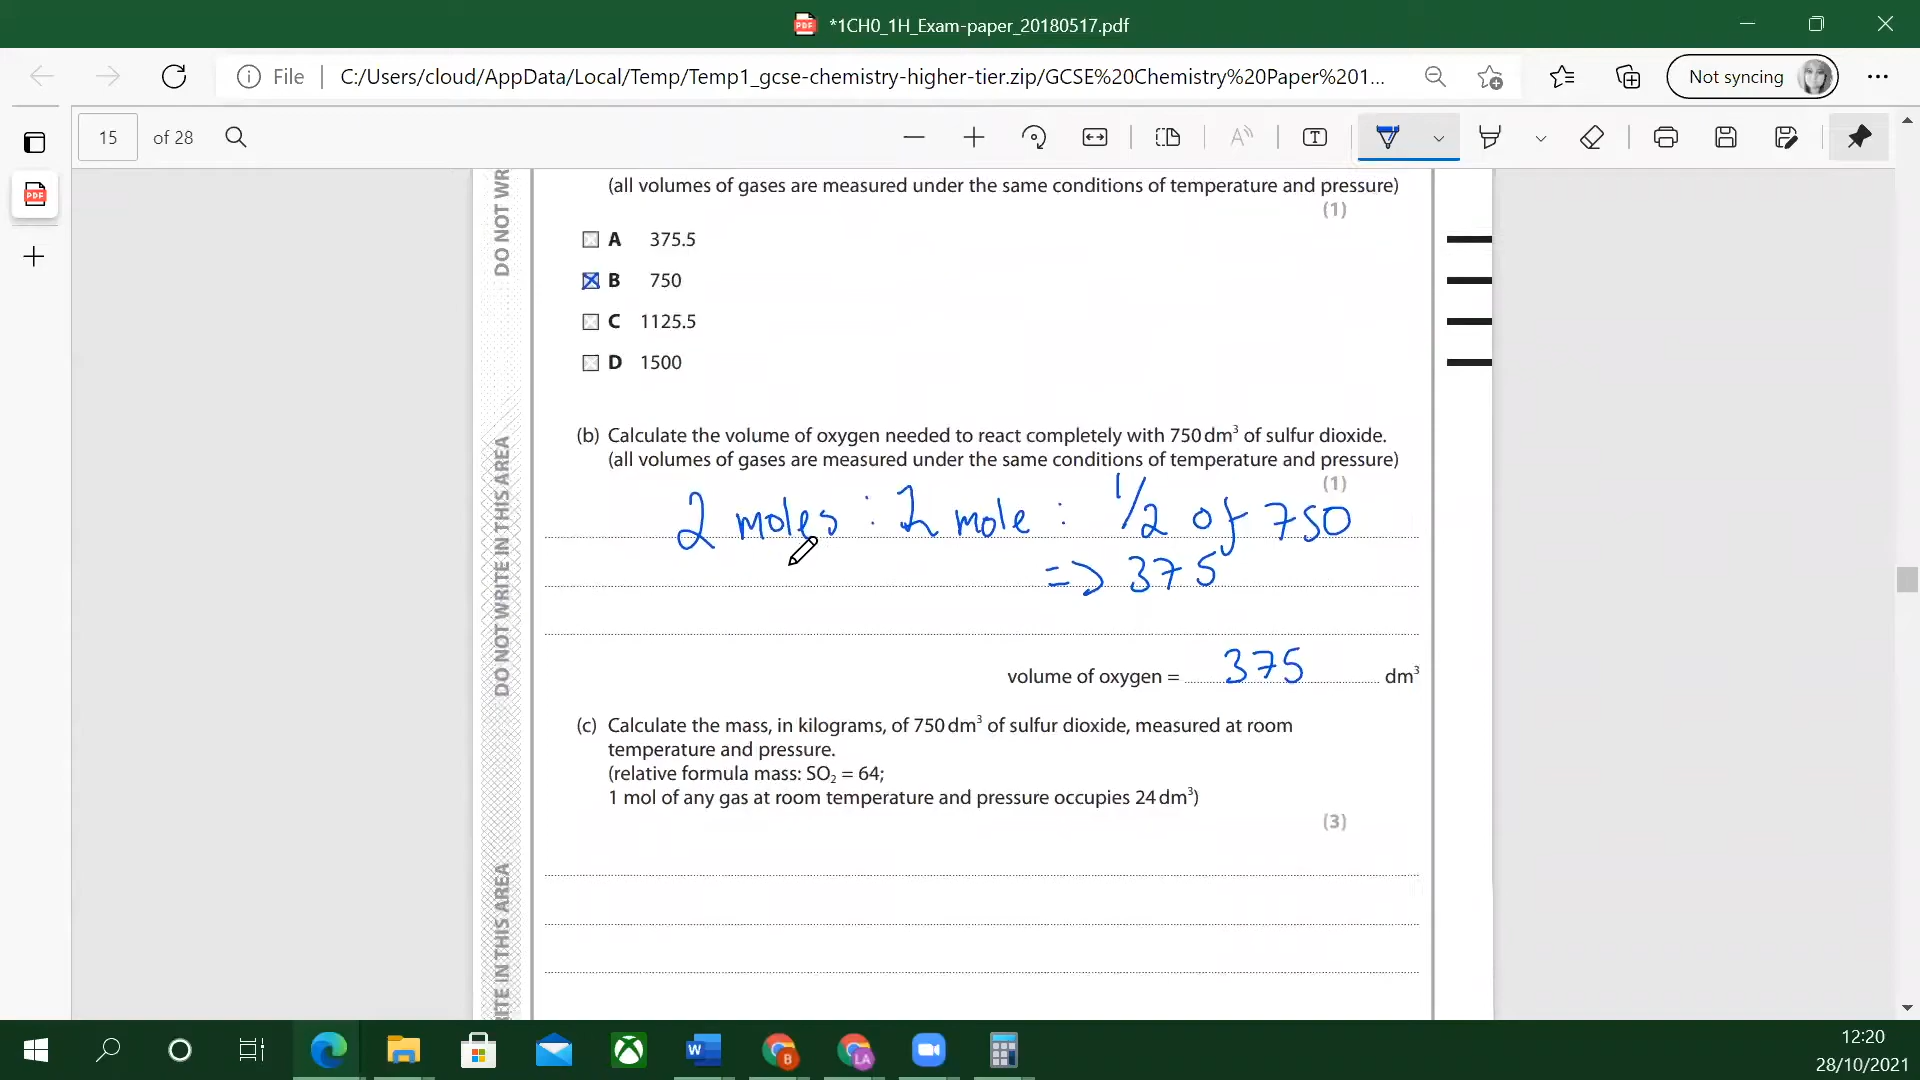 *1CH0_1H_Exam-paper_20180517.pdf
File
C:/Users/cloud/AppData/Local/Temp/Temp1_gcse-chemistry-higher-tier.zip/GCSE%20Chemistry%20Paper%201...
Not syncing
15 of 28
DO NOT WR
(all volumes of gases are measured under the same conditions of temperature and pressure)
(1)
A 375.5
B 750
C 1125.5
D 1500
DO NOT WRITE IN THIS AREA
(b) Calculate the volume of oxygen needed to react completely with 750 dm³ of sulfur dioxide.
(all volumes of gases are measured under the same conditions of temperature and pressure)
(1)
2 moles : 2 mole : 1/2 of 750
=> 375
volume of oxygen = 375 dm³
(c) Calculate the mass, in kilograms, of 750 dm³ of sulfur dioxide, measured at room
temperature and pressure.
(relative formula mass: SO₂ = 64;
1 mol of any gas at room temperature and pressure occupies 24 dm³)
(3)
ITE IN THIS AREA
12:20
28/10/2021